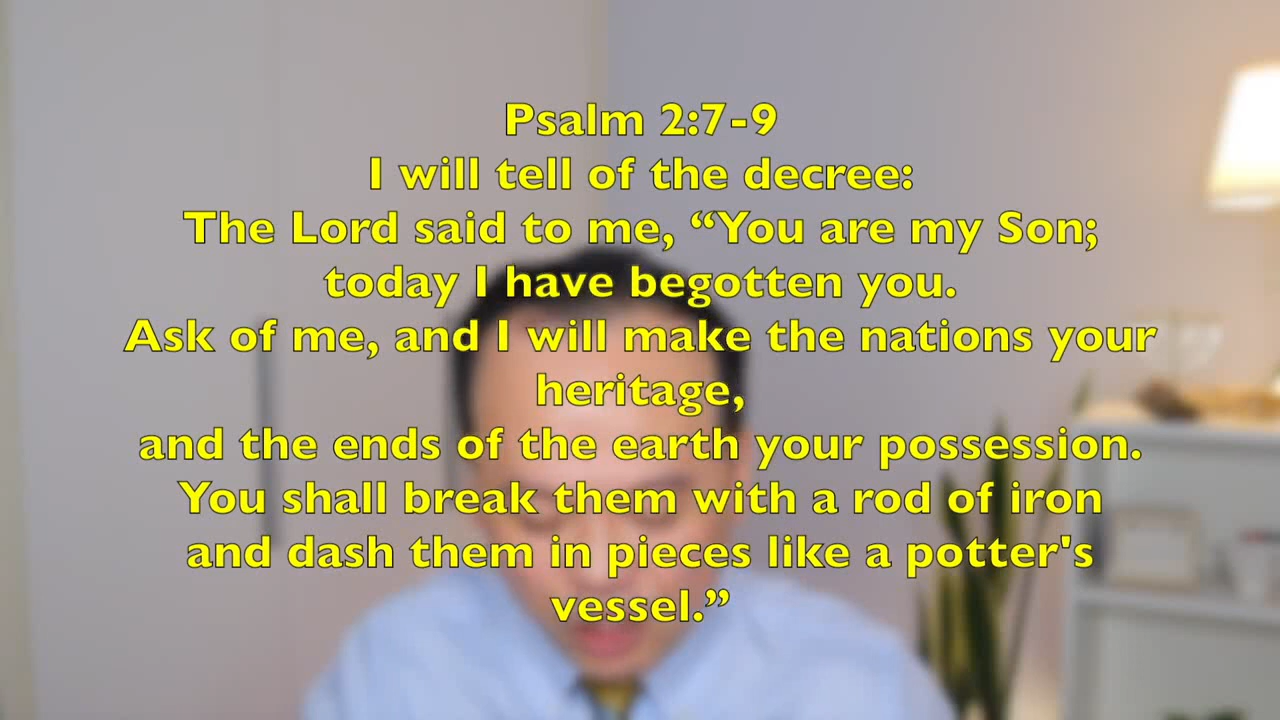 Psalm 2:7-9
I will tell of the decree:
The Lord said to me, “You are my Son;
today I have begotten you.
Ask of me, and I will make the nations your
heritage,
and the ends of the earth your possession.
You shall break them with a rod of iron
and dash them in pieces like a potter's
vessel.”